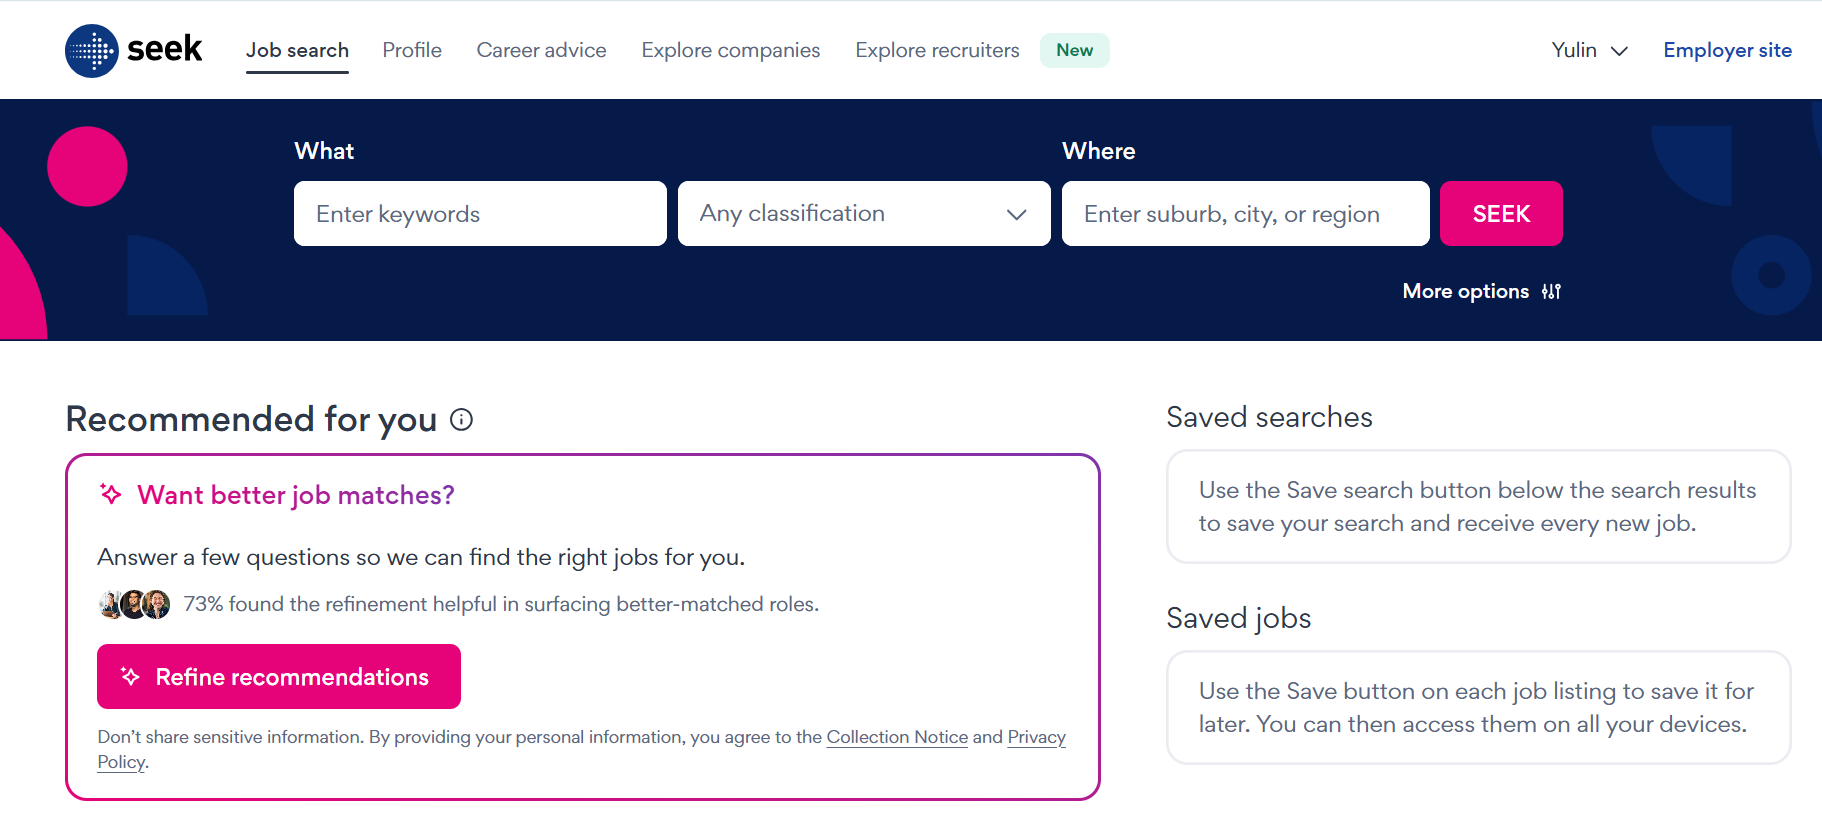 seek
Job search
Profile
Career advice
Explore companies
Explore recruiters
New
Yulin
Employer site
What
Where
Enter keywords
Any classification
Enter suburb, city, or region
SEEK
More options
Recommended for you
Want better job matches?
Answer a few questions so we can find the right jobs for you.
73% found the refinement helpful in surfacing better-matched roles.
Refine recommendations
Don’t share sensitive information. By providing your personal information, you agree to the Collection Notice and Privacy
Policy.
Saved searches
Use the Save search button below the search results
to save your search and receive every new job.
Saved jobs
Use the Save button on each job listing to save it for
later. You can then access them on all your devices.